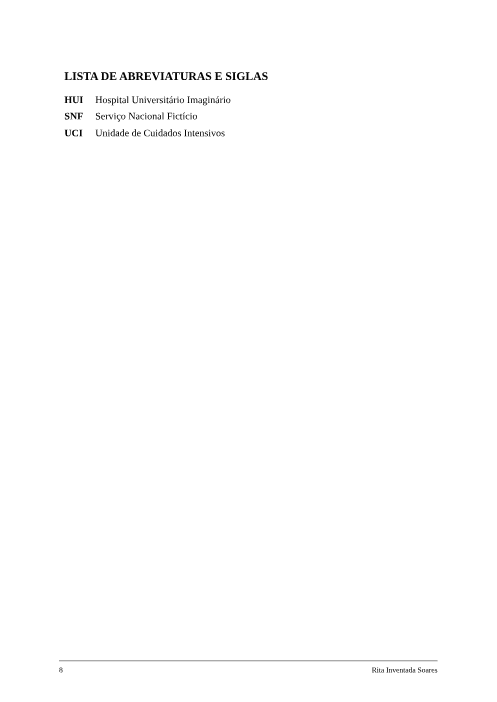 LISTA DE ABREVIATURAS E SIGLAS
HUI Hospital Universitário Imaginário
SNF Serviço Nacional Fictício
UCI Unidade de Cuidados Intensivos
8 Rita Inventada Soares